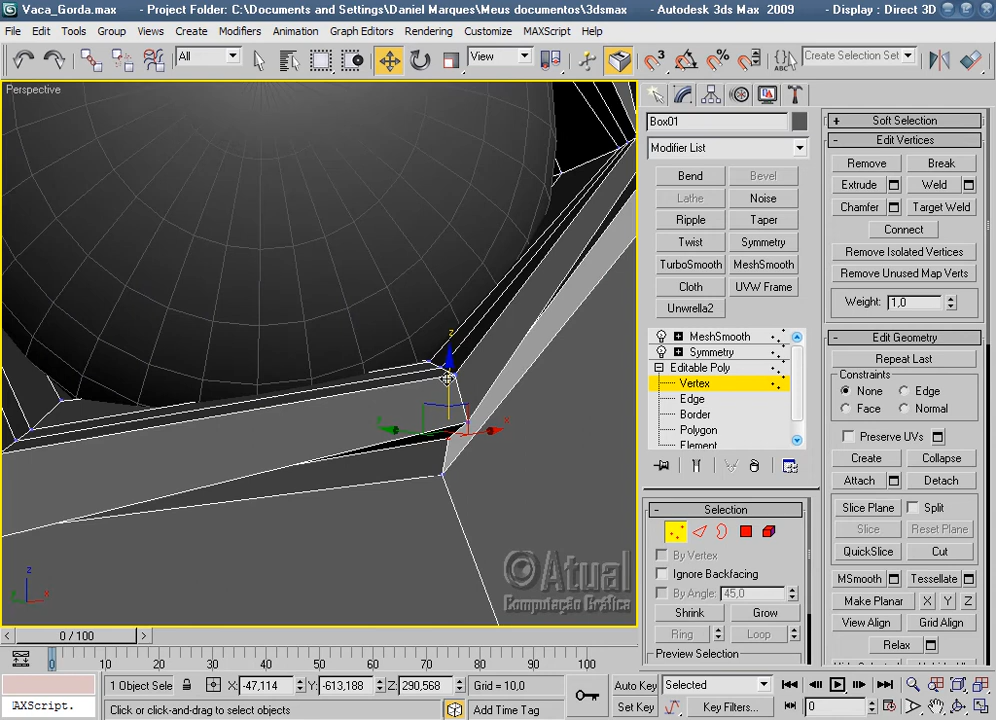 Vaca_Gorda.max - Project Folder: C:\Documents and Settings\Daniel Marques\Meus documentos\3dsmax - Autodesk 3ds Max 2009 - Display : Direct 3D
File Edit Tools Group Views Create Modifiers Animation Graph Editors Rendering Customize MAXScript Help
All View Create Selection Set
Perspective
Box01
Modifier List
Bend Bevel
Lathe Noise
Ripple Taper
Twist Symmetry
TurboSmooth MeshSmooth
Cloth UVW Frame
Unwrella2
MeshSmooth
Symmetry
Editable Poly
Vertex
Edge
Border
Polygon
Element
Selection
By Vertex
Ignore Backfacing
By Angle: 45,0
Shrink Grow
Ring Loop
Preview Selection
Soft Selection
Edit Vertices
Remove Break
Extrude Weld
Chamfer Target Weld
Connect
Remove Isolated Vertices
Remove Unused Map Verts
Weight: 1,0
Edit Geometry
Repeat Last
Constraints
None Edge
Face Normal
Preserve UVs
Create Collapse
Attach Detach
Slice Plane Split
Slice Reset Plane
QuickSlice Cut
MSmooth Tessellate
Make Planar X Y Z
View Align Grid Align
Relax
z
x
y
©Atual
Computação Gráfica
0 / 100
0 10 20 30 40 50 60 70 80 90 100
1 Object Sele X: -47,114 Y: -613,188 Z: 290,568 Grid = 10,0 Auto Key Selected
AXScript. Click or click-and-drag to select objects Add Time Tag Set Key Key Filters... 0